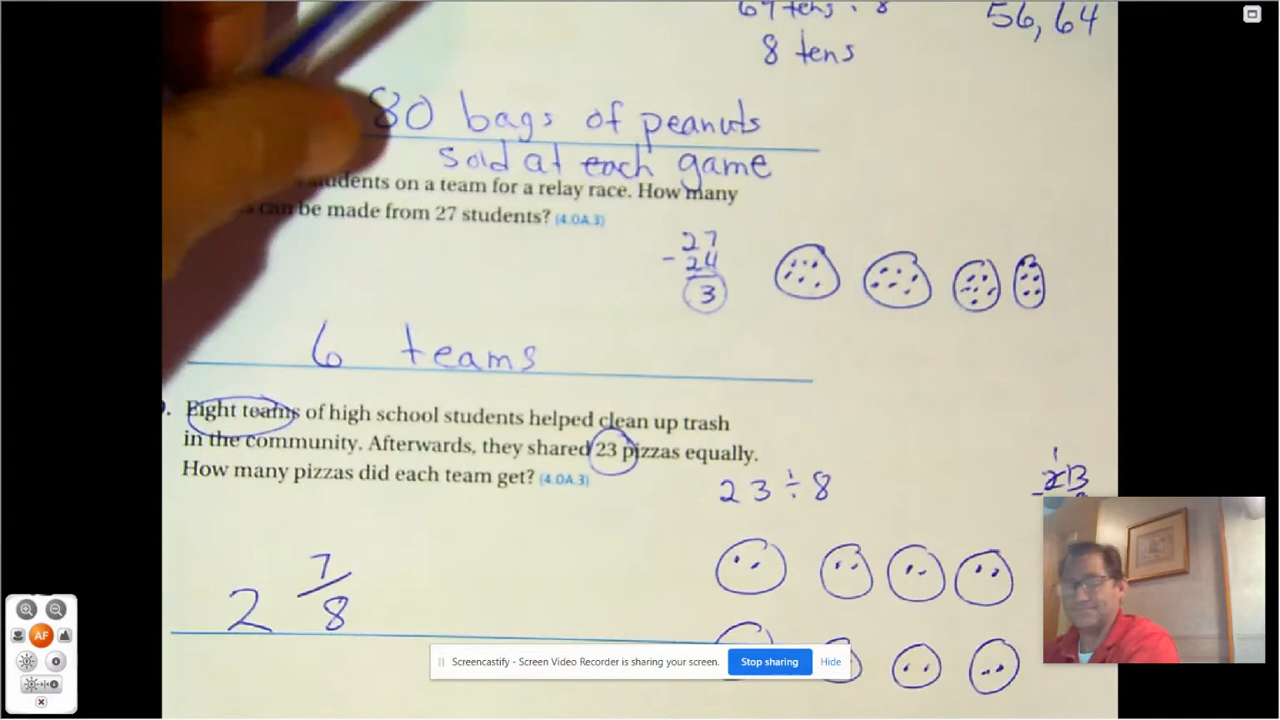 8 tens
56, 64
80 bags of peanuts
sold at each game
students on a team for a relay race. How many
can be made from 27 students? (4.OA.3)
27
- 24
3
6 teams
Eight teams of high school students helped clean up trash
in the community. Afterwards, they shared 23 pizzas equally.
How many pizzas did each team get? (4.OA.3)
23 ÷ 8
1
23
2 7/8
AF
Screencastify - Screen Video Recorder is sharing your screen.
Stop sharing
Hide